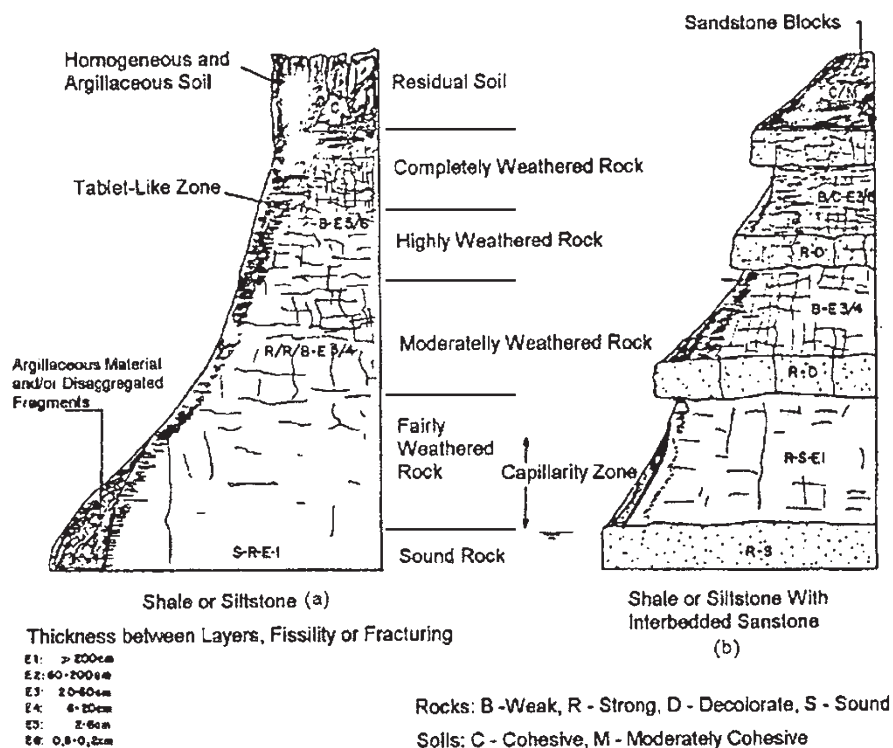 Sandstone Blocks
Homogeneous and
Argillaceous Soil
C
Residual Soil
C/M
Completely Weathered Rock
Tablet-Like Zone
B-E5/6
B/C-E3/6
Highly Weathered Rock
R-D
B-E3/4
Moderatelly Weathered Rock
R/R/B-E3/4
R-D
Argillaceous Material
and/or Disaggregated
Fragments
Fairly
Weathered
Rock
Capillarity Zone
R-S-E1
S-R-E-1
Sound Rock
R-S
Shale or Siltstone (a)
Shale or Siltstone With
Interbedded Sanstone
(b)
Thickness between Layers, Fissility or Fracturing
E1: > 200cm
E2: 60-200cm
E3: 20-60cm
E4: 6-20cm
E5: 2-6cm
Rocks: B -Weak, R - Strong, D - Decolorate, S - Sound
Soils: C - Cohesive, M - Moderately Cohesive